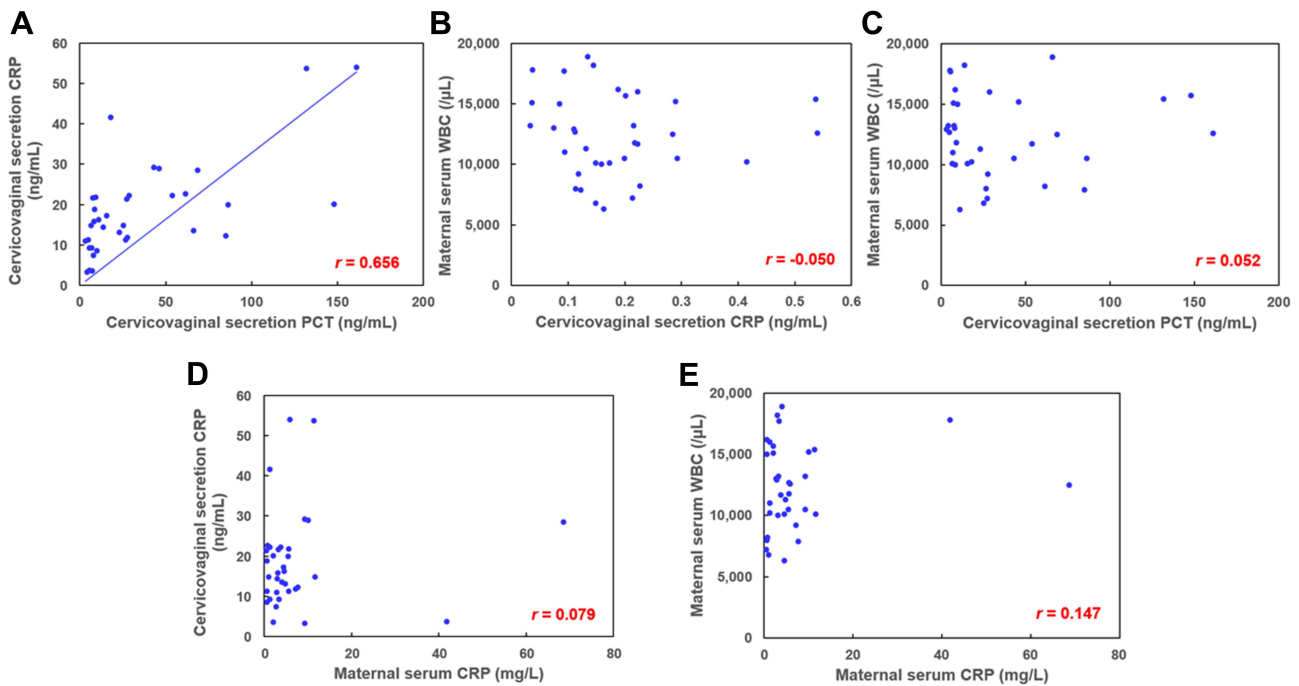 A
60
50
40
30
20
10
0
0
50
100
150
200
Cervicovaginal secretion CRP
(ng/mL)
Cervicovaginal secretion PCT (ng/mL)
r = 0.656
B
20,000
15,000
10,000
5,000
0
0
0.1
0.2
0.3
0.4
0.5
0.6
Maternal serum WBC (/µL)
Cervicovaginal secretion CRP (ng/mL)
r = -0.050
C
20,000
15,000
10,000
5,000
0
0
50
100
150
200
Maternal serum WBC (/µL)
Cervicovaginal secretion PCT (ng/mL)
r = 0.052
D
60
50
40
30
20
10
0
0
20
40
60
80
Cervicovaginal secretion CRP
(ng/mL)
Maternal serum CRP (mg/L)
r = 0.079
E
20,000
15,000
10,000
5,000
0
0
20
40
60
80
Maternal serum WBC (/µL)
Maternal serum CRP (mg/L)
r = 0.147